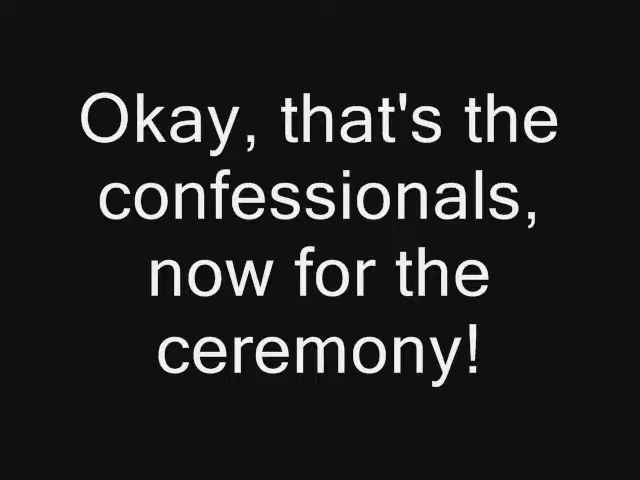 Okay, that's the
confessionals,
now for the
ceremony!